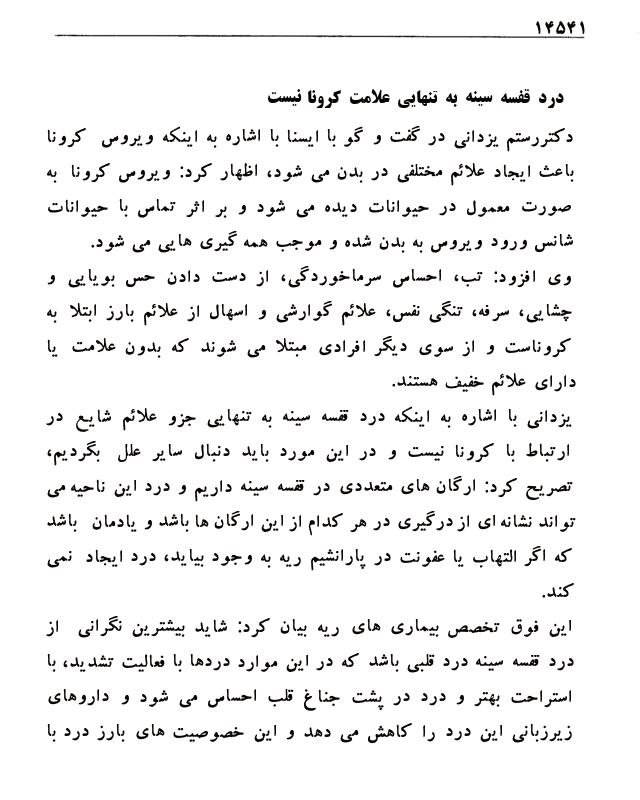 ۱۴۵۴۱
درد قفسه سینه به تنهایی علامت کرونا نیست
دکتررستم یزدانی در گفت و گو با ایسنا با اشاره به اینکه ویروس کرونا
باعث ایجاد علائم مختلفی در بدن می شود، اظهار کرد: ویروس کرونا به
صورت معمول در حیوانات دیده می شود و بر اثر تماس با حیوانات
شانس ورود ویروس به بدن شده و موجب همه گیری هایی می شود.
وی افزود: تب، احساس سرماخوردگی، از دست دادن حس بویایی و
چشایی، سرفه، تنگی نفس، علائم گوارشی و اسهال از علائم بارز ابتلا به
کروناست و از سوی دیگر افرادی مبتلا می شوند که بدون علامت یا
دارای علائم خفیف هستند.
یزدانی با اشاره به اینکه درد قفسه سینه به تنهایی جزو علائم شایع در
ارتباط با کرونا نیست و در این مورد باید دنبال سایر علل بگردیم،
تصریح کرد: ارگان های متعددی در قفسه سینه داریم و درد این ناحیه می
تواند نشانه ای از درگیری در هر کدام از این ارگان ها باشد و یادمان باشد
که اگر التهاب یا عفونت در پارانشیم ریه به وجود بیاید، درد ایجاد نمی
کند.
این فوق تخصص بیماری های ریه بیان کرد: شاید بیشترین نگرانی از
درد قفسه سینه درد قلبی باشد که در این موارد دردها با فعالیت تشدید، با
استراحت بهتر و درد در پشت جناغ قلب احساس می شود و داروهای
زیرزبانی این درد را کاهش می دهد و این خصوصیت های بارز درد با